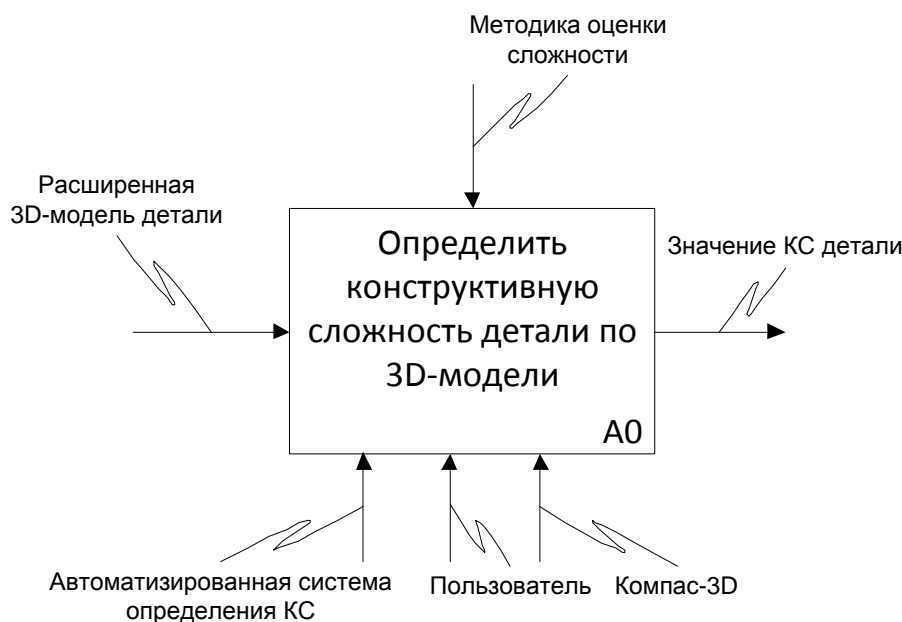 Методика оценки
сложности
Расширенная
3D-модель детали
Определить
конструктивную
сложность детали по
3D-модели
А0
Значение КС детали
Автоматизированная система
определения КС
Пользователь
Компас-3D